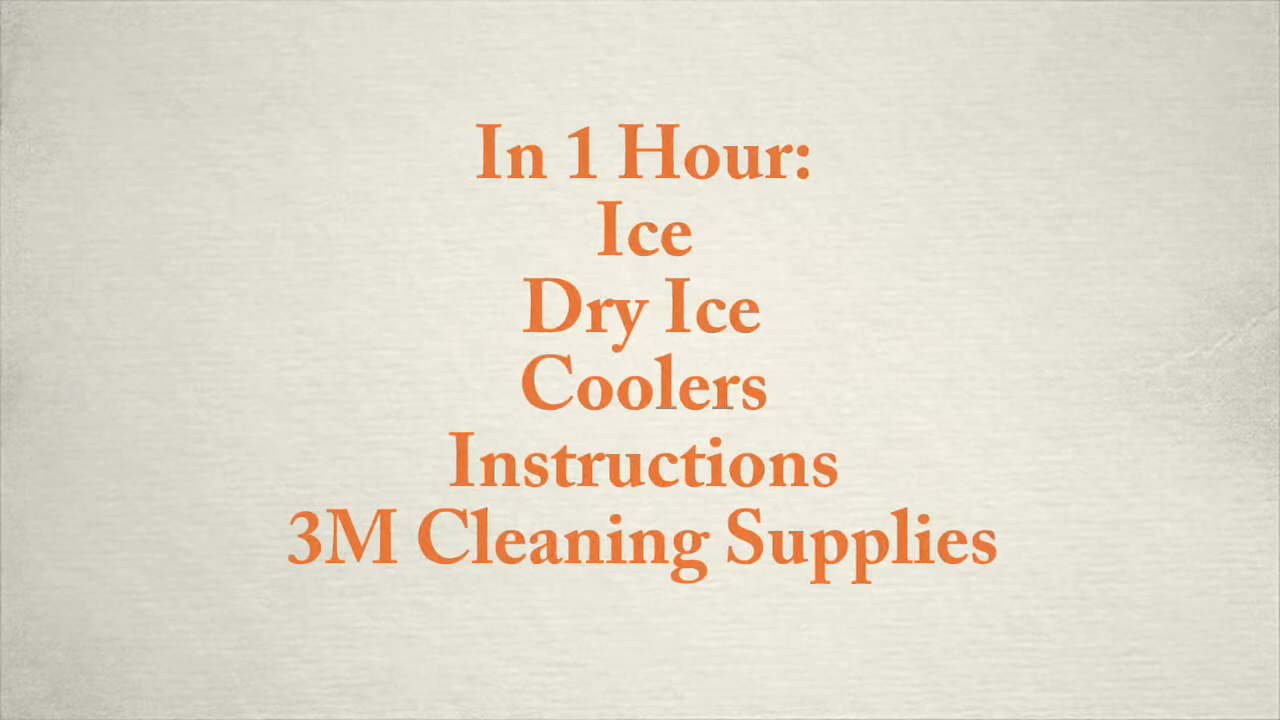 In 1 Hour:
Ice
Dry Ice
Coolers
Instructions
3M Cleaning Supplies